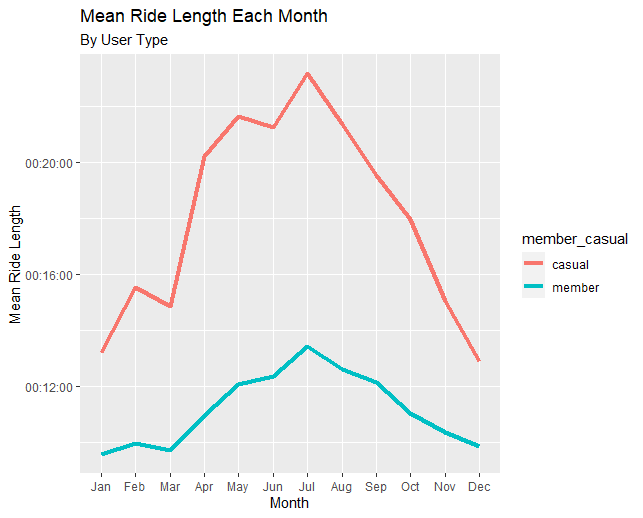 Mean Ride Length Each Month
By User Type
Mean Ride Length
00:20:00
00:16:00
00:12:00
Jan Feb Mar Apr May Jun Jul Aug Sep Oct Nov Dec
Month
member_casual
casual
member